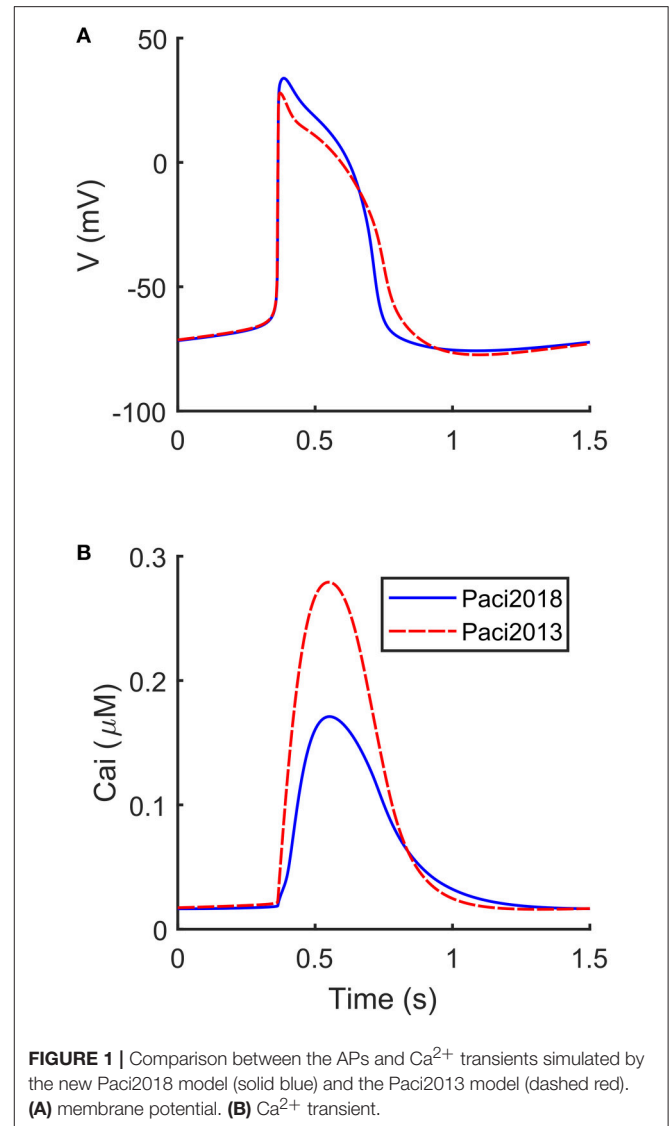 A
50
0
-50
-100
V (mV)
0
0.5
1
1.5
B
0.3
0.2
0.1
0
Cai (μM)
Paci2018
Paci2013
0
0.5
1
1.5
Time (s)
FIGURE 1 | Comparison between the APs and Ca²⁺ transients simulated by
the new Paci2018 model (solid blue) and the Paci2013 model (dashed red).
(A) membrane potential. (B) Ca²⁺ transient.